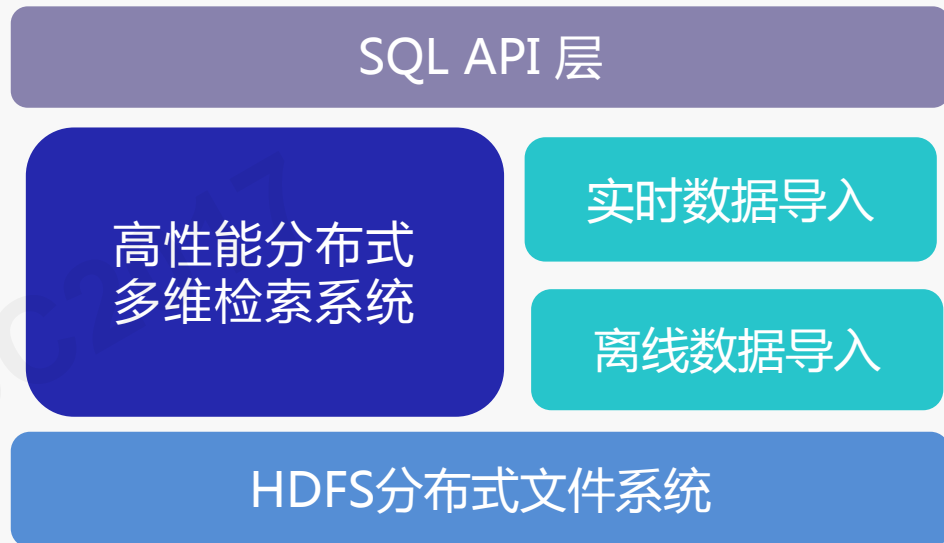 SQL API 层
高性能分布式
多维检索系统
实时数据导入
离线数据导入
HDFS分布式文件系统